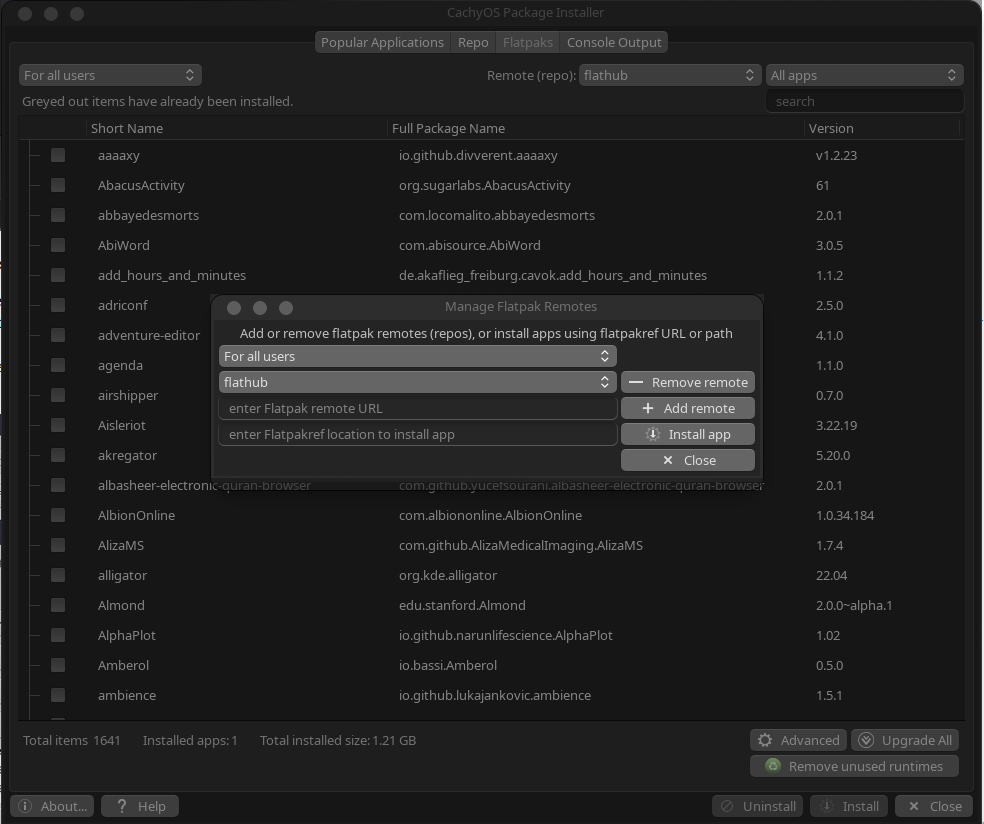 CachyOS Package Installer
Popular Applications Repo Flatpaks Console Output
For all users Remote (repo): flathub All apps
Greyed out items have already been installed. search
Short Name Full Package Name Version
aaaaxy io.github.divverent.aaaaxy v1.2.23
AbacusActivity org.sugarlabs.AbacusActivity 61
abbayedesmorts com.locomalito.abbayedesmorts 2.0.1
AbiWord com.abisource.AbiWord 3.0.5
add_hours_and_minutes de.akaflieg_freiburg.cavok.add_hours_and_minutes 1.1.2
adriconf 2.5.0
adventure-editor 4.1.0
agenda 1.1.0
airshipper 0.7.0
Aisleriot 3.22.19
akregator 5.20.0
Manage Flatpak Remotes
Add or remove flatpak remotes (repos), or install apps using flatpakref URL or path
For all users
flathub Remove remote
enter Flatpak remote URL Add remote
enter Flatpakref location to install app Install app
Close
albasheer-electronic-quran-browser com.github.yucefsourani.albasheer-electronic-quran-browser 2.0.1
AlbionOnline com.albiononline.AlbionOnline 1.0.34.184
AlizaMS com.github.AlizaMedicalImaging.AlizaMS 1.7.4
alligator org.kde.alligator 22.04
Almond edu.stanford.Almond 2.0.0~alpha.1
AlphaPlot io.github.narunlifescience.AlphaPlot 1.02
Amberol io.bassi.Amberol 0.5.0
ambience io.github.lukajankovic.ambience 1.5.1
Total items 1641 Installed apps: 1 Total installed size: 1.21 GB Advanced Upgrade All
Remove unused runtimes
About... Help Uninstall Install Close